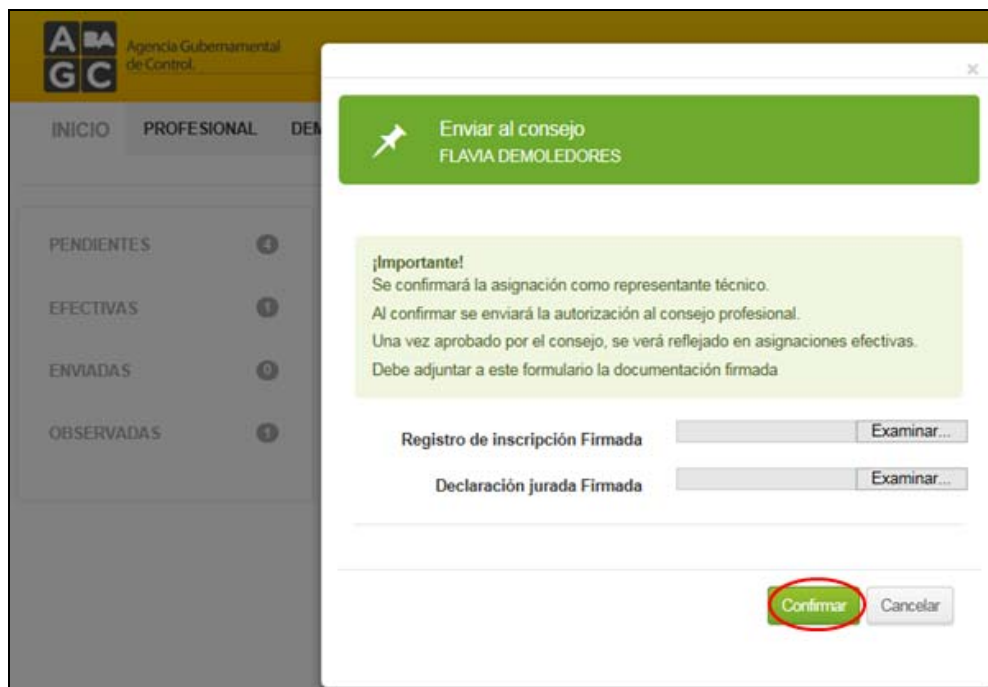 A BA
G C
Agencia Gubernamental
de Control.
×
INICIO PROFESIONAL DEM
Enviar al consejo
FLAVIA DEMOLEDORES
PENDIENTES 4
EFECTIVAS 1
ENVIADAS 0
OBSERVADAS 1
¡Importante!
Se confirmará la asignación como representante técnico.
Al confirmar se enviará la autorización al consejo profesional.
Una vez aprobado por el consejo, se verá reflejado en asignaciones efectivas.
Debe adjuntar a este formulario la documentación firmada
Registro de inscripción Firmada Examinar...
Declaración jurada Firmada Examinar...
Confirmar Cancelar